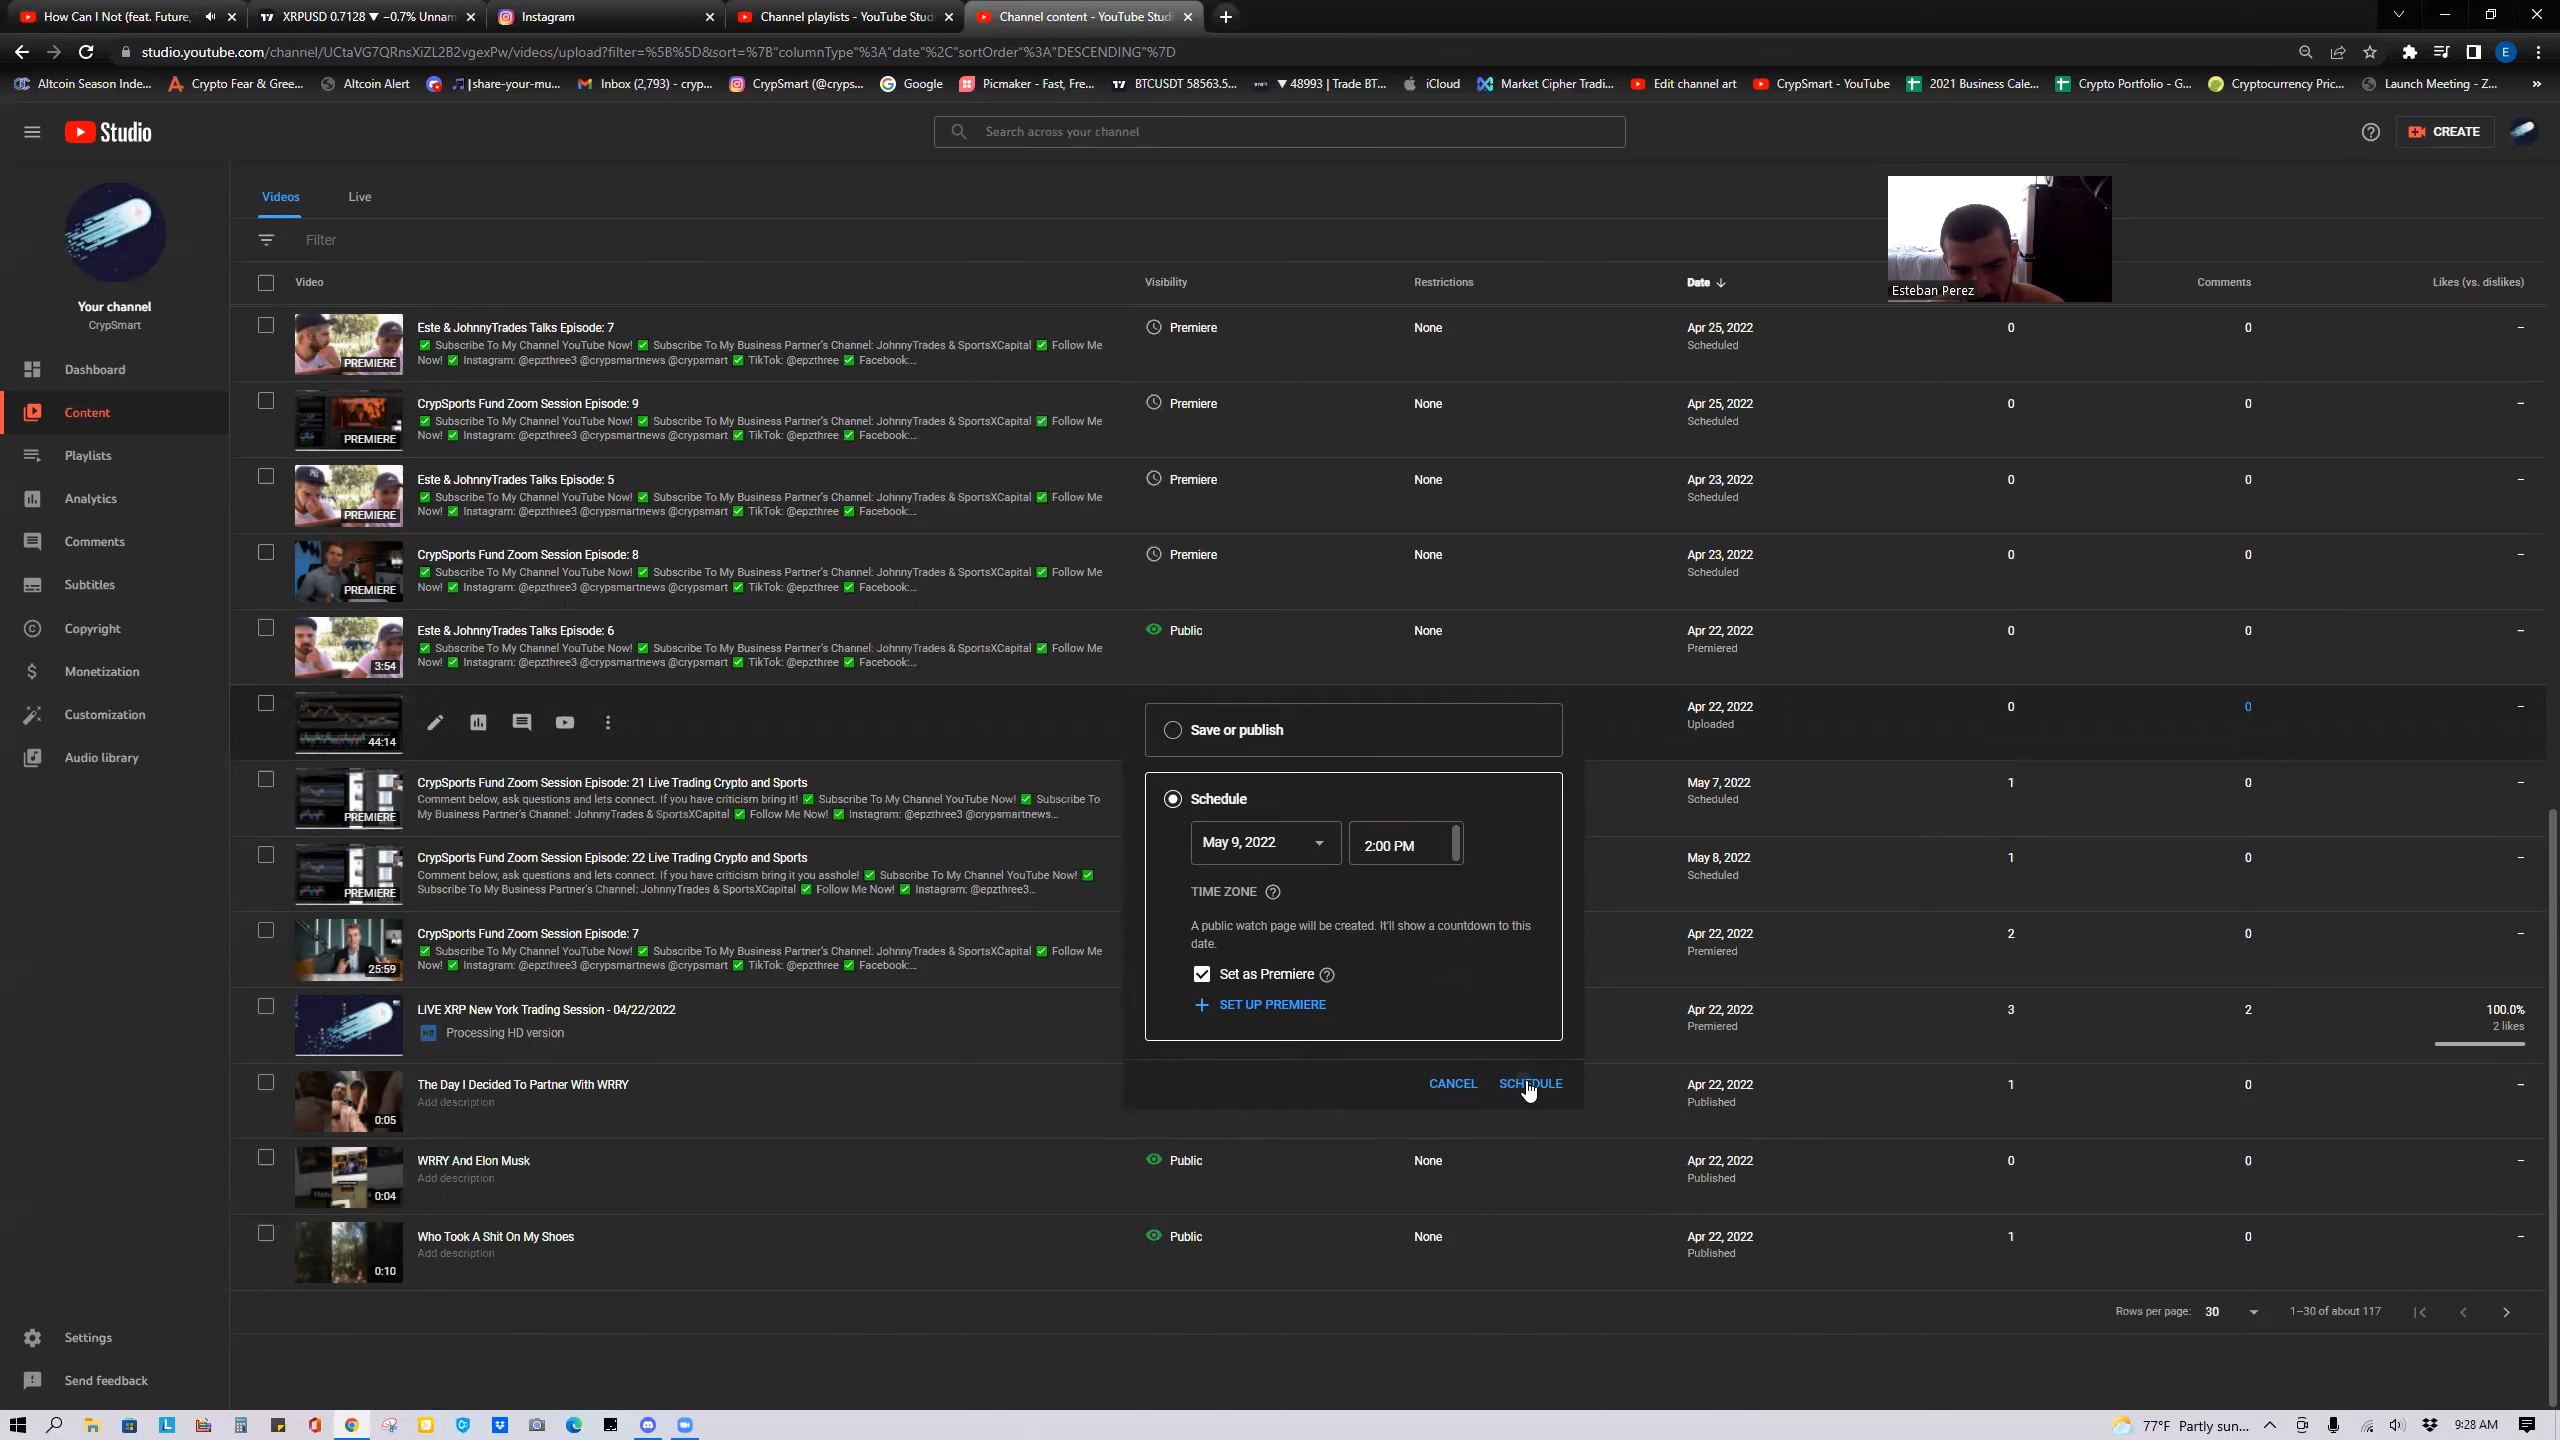 How Can I Not (feat. Future,
XRPUSD 0.7128 ▼ −0.7% Unnam
Instagram
Channel playlists - YouTube Stud
Channel content - YouTube Stud
studio.youtube.com/channel/UCtaVG7QRnsXiZL2B2vgexPw/videos/upload?filter=%5B%5D&sort=%7B"columnType"%3A"date"%2C"sortOrder"%3A"DESCENDING"%7D
E
Altcoin Season Inde...
Crypto Fear & Gree...
Altcoin Alert
|share-your-mu...
Inbox (2,793) - cryp...
CrypSmart (@cryps...
Google
Picmaker - Fast, Fre...
BTCUSDT 58563.5...
▼ 48993 | Trade BT...
iCloud
Market Cipher Tradi...
Edit channel art
CrypSmart - YouTube
2021 Business Cale...
Crypto Portfolio - G...
Cryptocurrency Pric...
Launch Meeting - Z...
»
Studio
Search across your channel
CREATE
Your channel
CrypSmart
Dashboard
Content
Playlists
Analytics
Comments
Subtitles
Copyright
Monetization
Customization
Audio library
Settings
Send feedback
Videos
Live
Filter
Esteban Perez
Video
Visibility
Restrictions
Date ↓
Comments
Likes (vs. dislikes)
PREMIERE
Este & JohnnyTrades Talks Episode: 7
✅ Subscribe To My Channel YouTube Now! ✅ Subscribe To My Business Partner's Channel: JohnnyTrades & SportsXCapital ✅ Follow Me
Now! ✅ Instagram: @epzthree3 @crypsmartnews @crypsmart ✅ TikTok: @epzthree ✅ Facebook:...
Premiere
None
Apr 25, 2022
Scheduled
0
0
–
PREMIERE
CrypSports Fund Zoom Session Episode: 9
✅ Subscribe To My Channel YouTube Now! ✅ Subscribe To My Business Partner's Channel: JohnnyTrades & SportsXCapital ✅ Follow Me
Now! ✅ Instagram: @epzthree3 @crypsmartnews @crypsmart ✅ TikTok: @epzthree ✅ Facebook:...
Premiere
None
Apr 25, 2022
Scheduled
0
0
–
PREMIERE
Este & JohnnyTrades Talks Episode: 5
✅ Subscribe To My Channel YouTube Now! ✅ Subscribe To My Business Partner's Channel: JohnnyTrades & SportsXCapital ✅ Follow Me
Now! ✅ Instagram: @epzthree3 @crypsmartnews @crypsmart ✅ TikTok: @epzthree ✅ Facebook:...
Premiere
None
Apr 23, 2022
Scheduled
0
0
–
PREMIERE
CrypSports Fund Zoom Session Episode: 8
✅ Subscribe To My Channel YouTube Now! ✅ Subscribe To My Business Partner's Channel: JohnnyTrades & SportsXCapital ✅ Follow Me
Now! ✅ Instagram: @epzthree3 @crypsmartnews @crypsmart ✅ TikTok: @epzthree ✅ Facebook:...
Premiere
None
Apr 23, 2022
Scheduled
0
0
–
3:54
Este & JohnnyTrades Talks Episode: 6
✅ Subscribe To My Channel YouTube Now! ✅ Subscribe To My Business Partner's Channel: JohnnyTrades & SportsXCapital ✅ Follow Me
Now! ✅ Instagram: @epzthree3 @crypsmartnews @crypsmart ✅ TikTok: @epzthree ✅ Facebook:...
Public
None
Apr 22, 2022
Premiered
0
0
–
44:14
Apr 22, 2022
Uploaded
0
0
–
Save or publish
Schedule
May 9, 2022
2:00 PM
TIME ZONE
A public watch page will be created. It'll show a countdown to this
date.
Set as Premiere
SET UP PREMIERE
CANCEL
SCHEDULE
PREMIERE
CrypSports Fund Zoom Session Episode: 21 Live Trading Crypto and Sports
Comment below, ask questions and lets connect. If you have criticism bring it! ✅ Subscribe To My Channel YouTube Now! ✅ Subscribe To
My Business Partner's Channel: JohnnyTrades & SportsXCapital ✅ Follow Me Now! ✅ Instagram: @epzthree3 @crypsmartnews @crypsmart...
May 7, 2022
Scheduled
1
0
–
PREMIERE
CrypSports Fund Zoom Session Episode: 22 Live Trading Crypto and Sports
Comment below, ask questions and lets connect. If you have criticism bring it you asshole! ✅ Subscribe To My Channel YouTube Now! ✅
Subscribe To My Business Partner's Channel: JohnnyTrades & SportsXCapital ✅ Follow Me Now! ✅ Instagram: @epzthree3...
May 8, 2022
Scheduled
1
0
–
25:59
CrypSports Fund Zoom Session Episode: 7
✅ Subscribe To My Channel YouTube Now! ✅ Subscribe To My Business Partner's Channel: JohnnyTrades & SportsXCapital ✅ Follow Me
Now! ✅ Instagram: @epzthree3 @crypsmartnews @crypsmart ✅ TikTok: @epzthree ✅ Facebook:...
Apr 22, 2022
Premiered
2
0
–
LIVE XRP New York Trading Session - 04/22/2022
Processing HD version
Apr 22, 2022
Premiered
3
2
100.0%
2 likes
0:05
The Day I Decided To Partner With WRRY
Add description
Apr 22, 2022
Published
1
0
–
0:04
WRRY And Elon Musk
Add description
Public
None
Apr 22, 2022
Published
0
0
–
0:10
Who Took A Shit On My Shoes
Add description
Public
None
Apr 22, 2022
Published
1
0
–
Rows per page: 30
1–30 of about 117
77°F Partly sun...
9:28 AM